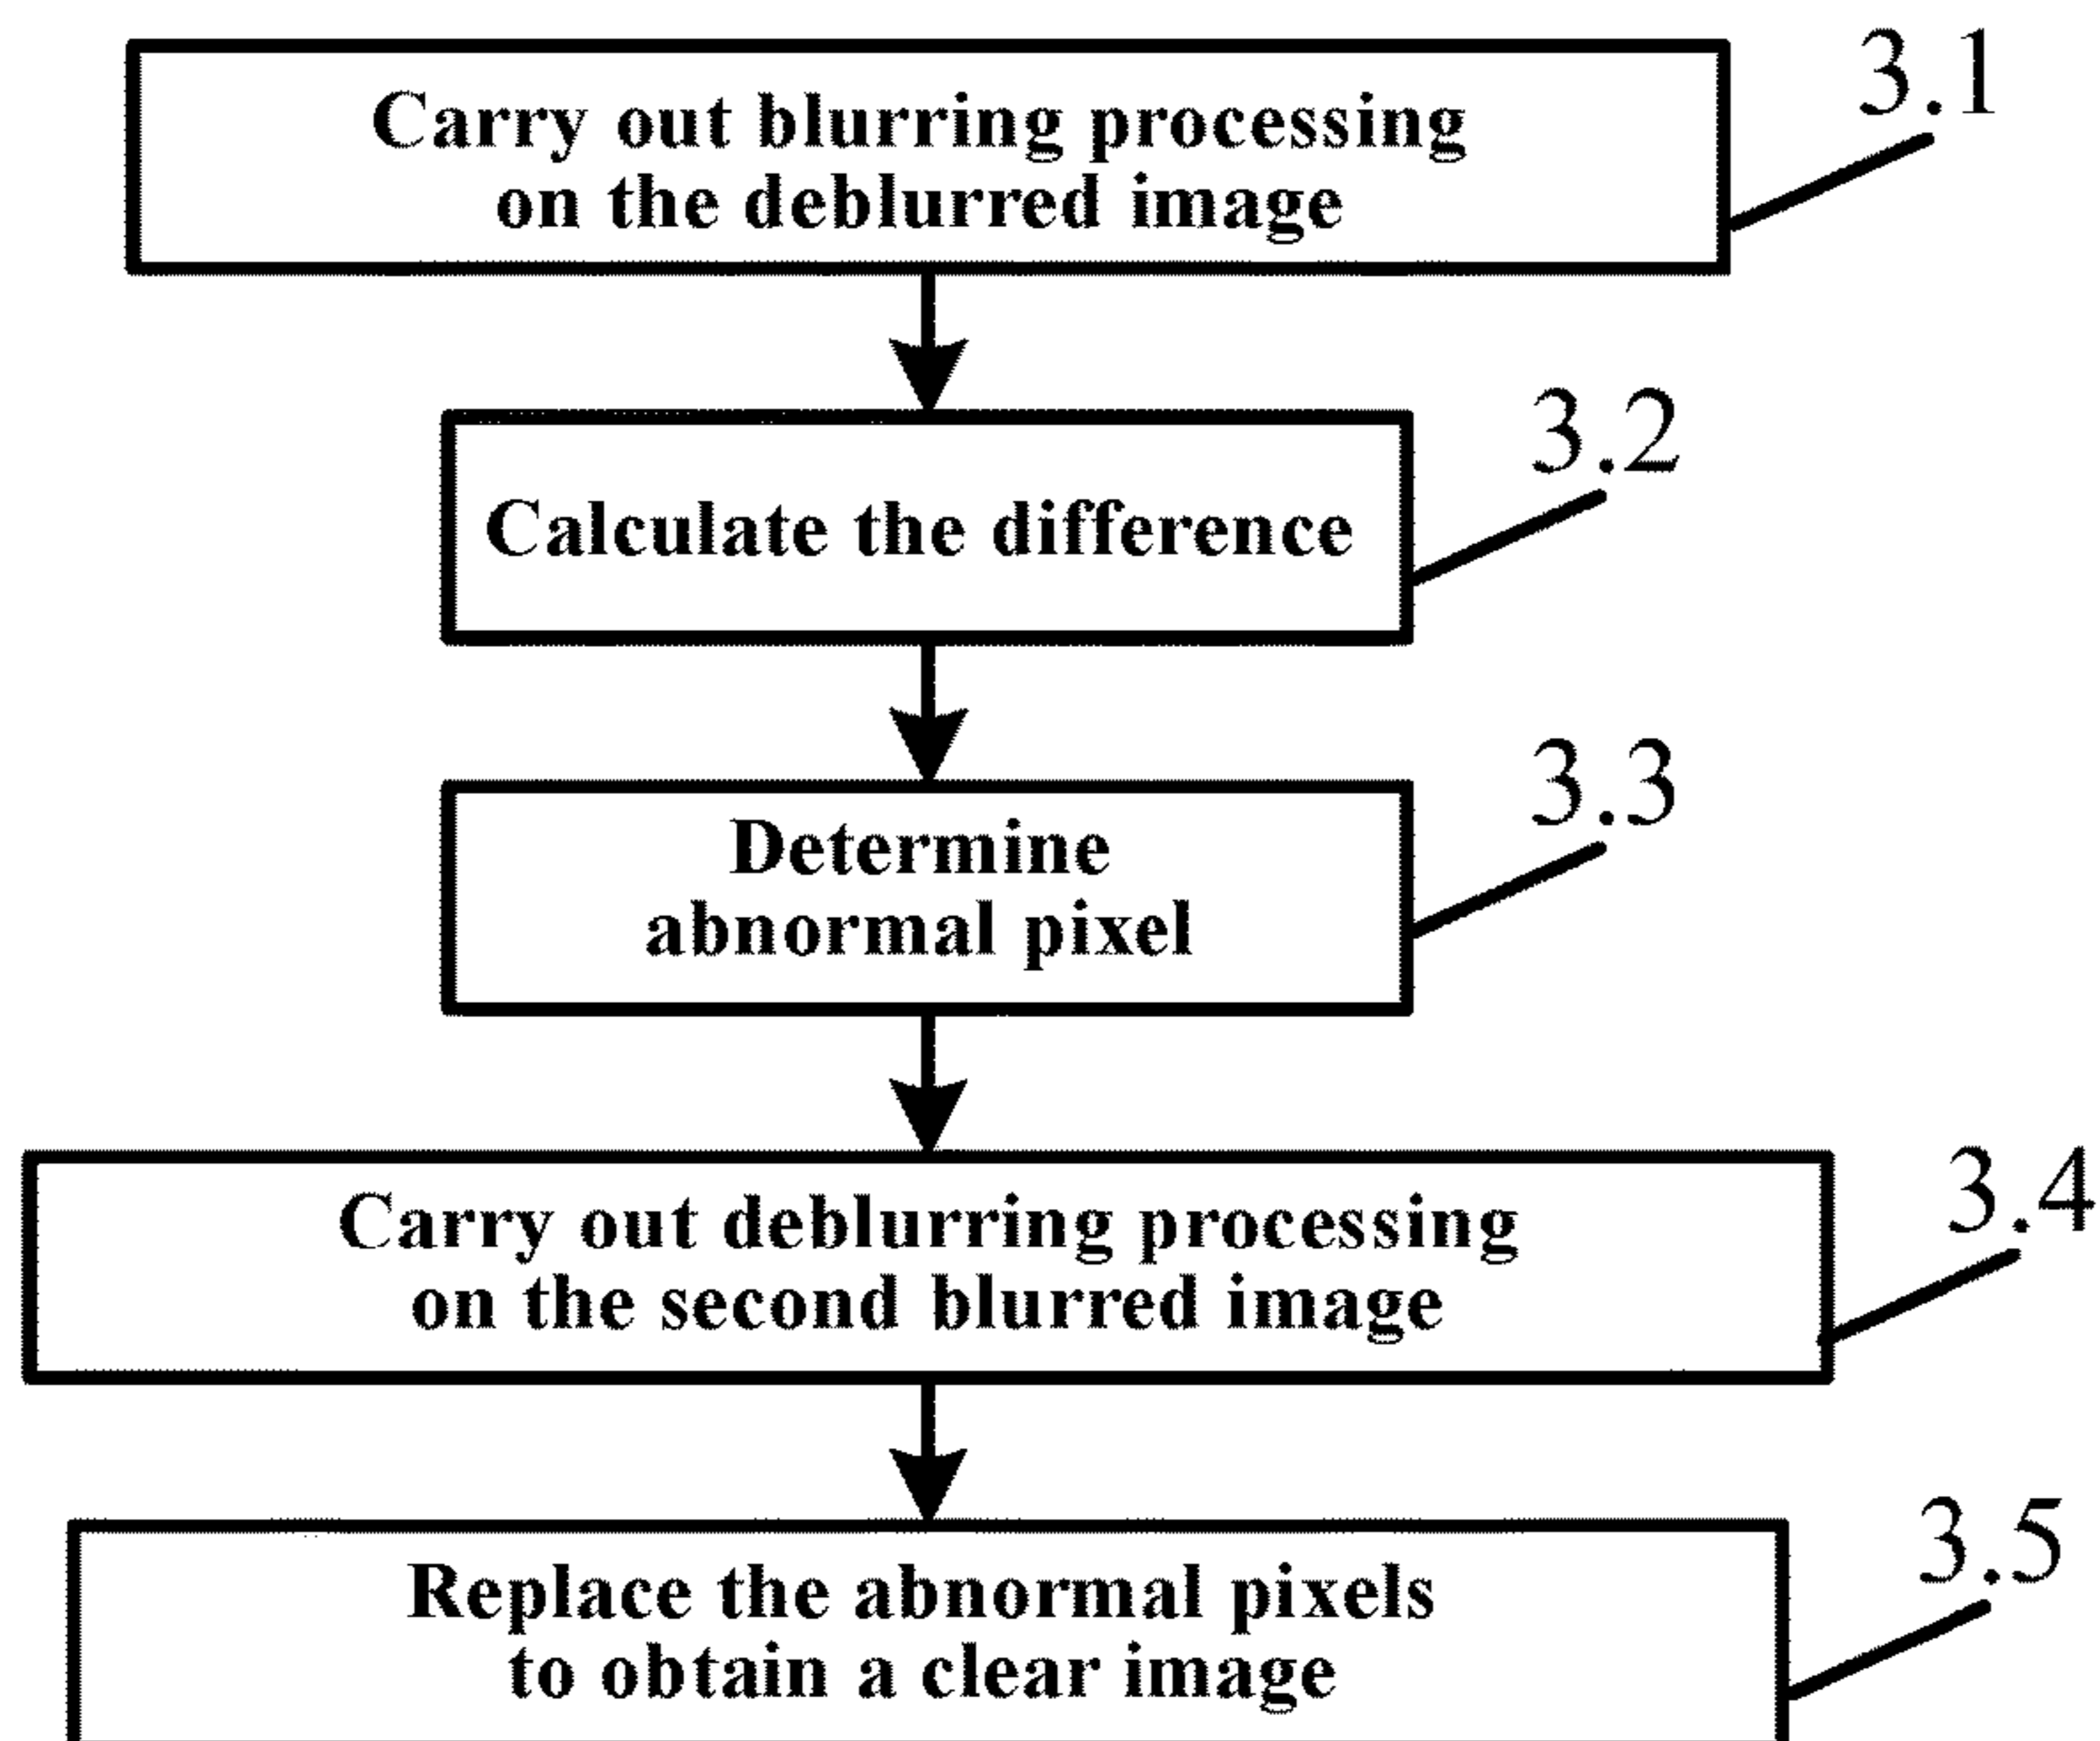 3.1
Carry out blurring processing
on the deblurred image
3.2
Calculate the difference
3.3
Determine
abnormal pixel
3.4
Carry out deblurring processing
on the second blurred image
3.5
Replace the abnormal pixels
to obtain a clear image